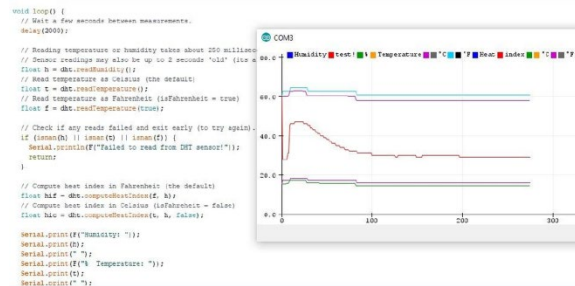 void loop() {
// Wait a few seconds between measurements.
delay(2000);
// Reading temperature or humidity takes about 250 millisec
// Sensor readings may also be up to 2 seconds 'old' (its a
float h = dht.readHumidity();
// Read temperature as Celsius (the default)
float t = dht.readTemperature();
// Read temperature as Fahrenheit (isFahrenheit = true)
float f = dht.readTemperature(true);
// Check if any reads failed and exit early (to try again).
if (isnan(h) || isnan(t) || isnan(f)) {
Serial.println(F("Failed to read from DHT sensor!"));
return;
}
// Compute heat index in Fahrenheit (the default)
float hif = dht.computeHeatIndex(f, h);
// Compute heat index in Celsius (isFahreheit = false)
float hic = dht.computeHeatIndex(t, h, false);
Serial.print(F("Humidity: "));
Serial.print(h);
Serial.print(" ");
Serial.print(F("% Temperature: "));
Serial.print(t);
Serial.print(" ");
COM3
Humidity test! % Temperature °C °F Heat index °C °F
80.0
60.0
0.0
0
100
200
300